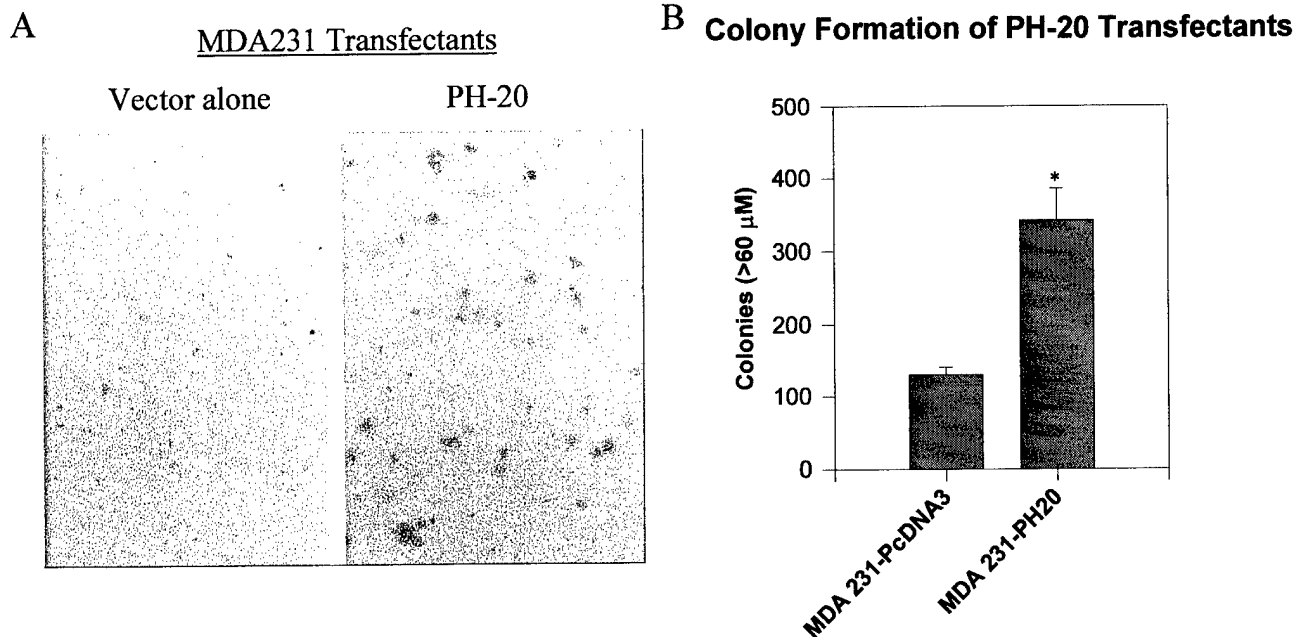 A
MDA231 Transfectants
Vector alone
PH-20
B
Colony Formation of PH-20 Transfectants
500
400
300
200
100
0
Colonies (>60 μM)
*
MDA 231-PcDNA3
MDA 231-PH20